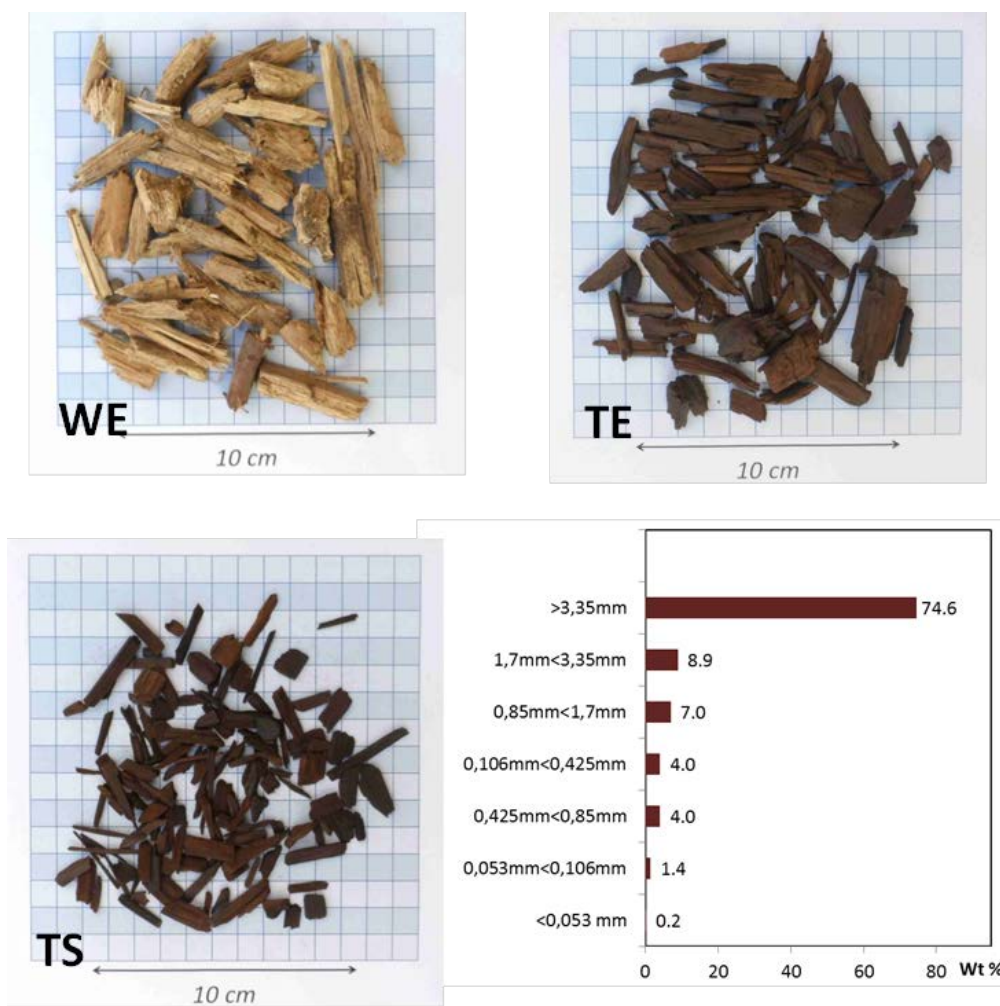 WE
10 cm
TE
10 cm
TS
10 cm
>3,35mm 74.6
1,7mm<3,35mm 8.9
0,85mm<1,7mm 7.0
0,106mm<0,425mm 4.0
0,425mm<0,85mm 4.0
0,053mm<0,106mm 1.4
<0,053 mm 0.2
0 20 40 60 80 Wt %